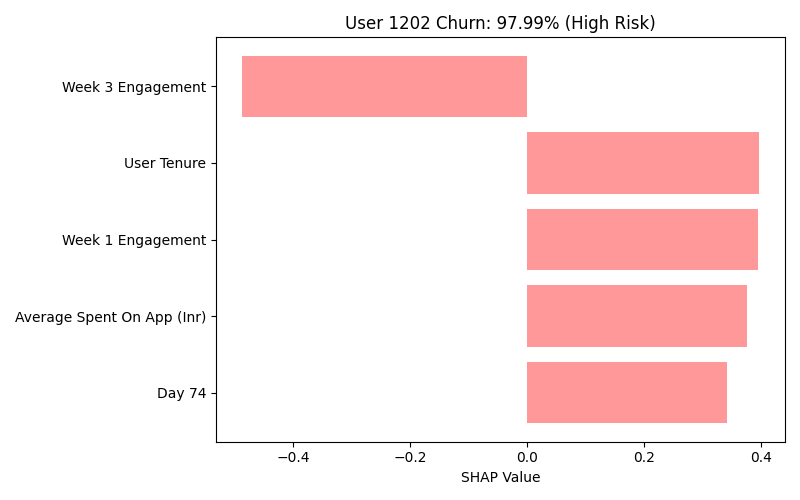 User 1202 Churn: 97.99% (High Risk)
Week 3 Engagement
User Tenure
Week 1 Engagement
Average Spent On App (Inr)
Day 74
−0.4 −0.2 0.0 0.2 0.4
SHAP Value